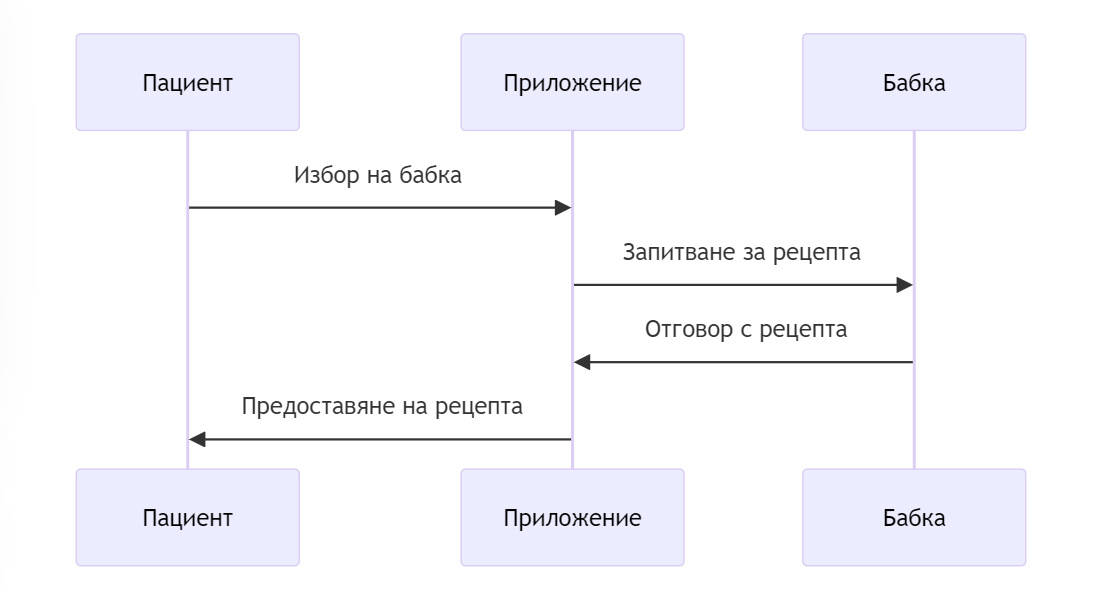 Пациент
Приложение
Бабка
Избор на бабка
Запитване за рецепта
Отговор с рецепта
Предоставяне на рецепта
Пациент
Приложение
Бабка